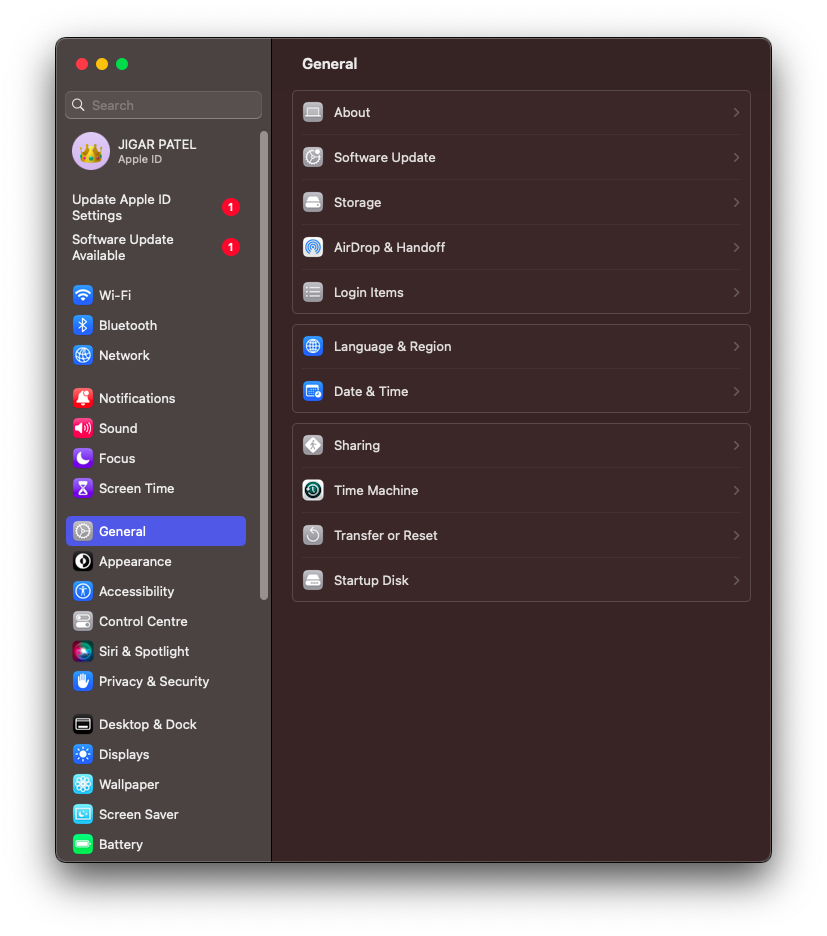 Search
JIGAR PATEL
Apple ID
Update Apple ID
Settings
1
Software Update
Available
1
Wi-Fi
Bluetooth
Network
Notifications
Sound
Focus
Screen Time
General
Appearance
Accessibility
Control Centre
Siri & Spotlight
Privacy & Security
Desktop & Dock
Displays
Wallpaper
Screen Saver
Battery
General
About
Software Update
Storage
AirDrop & Handoff
Login Items
Language & Region
Date & Time
Sharing
Time Machine
Transfer or Reset
Startup Disk